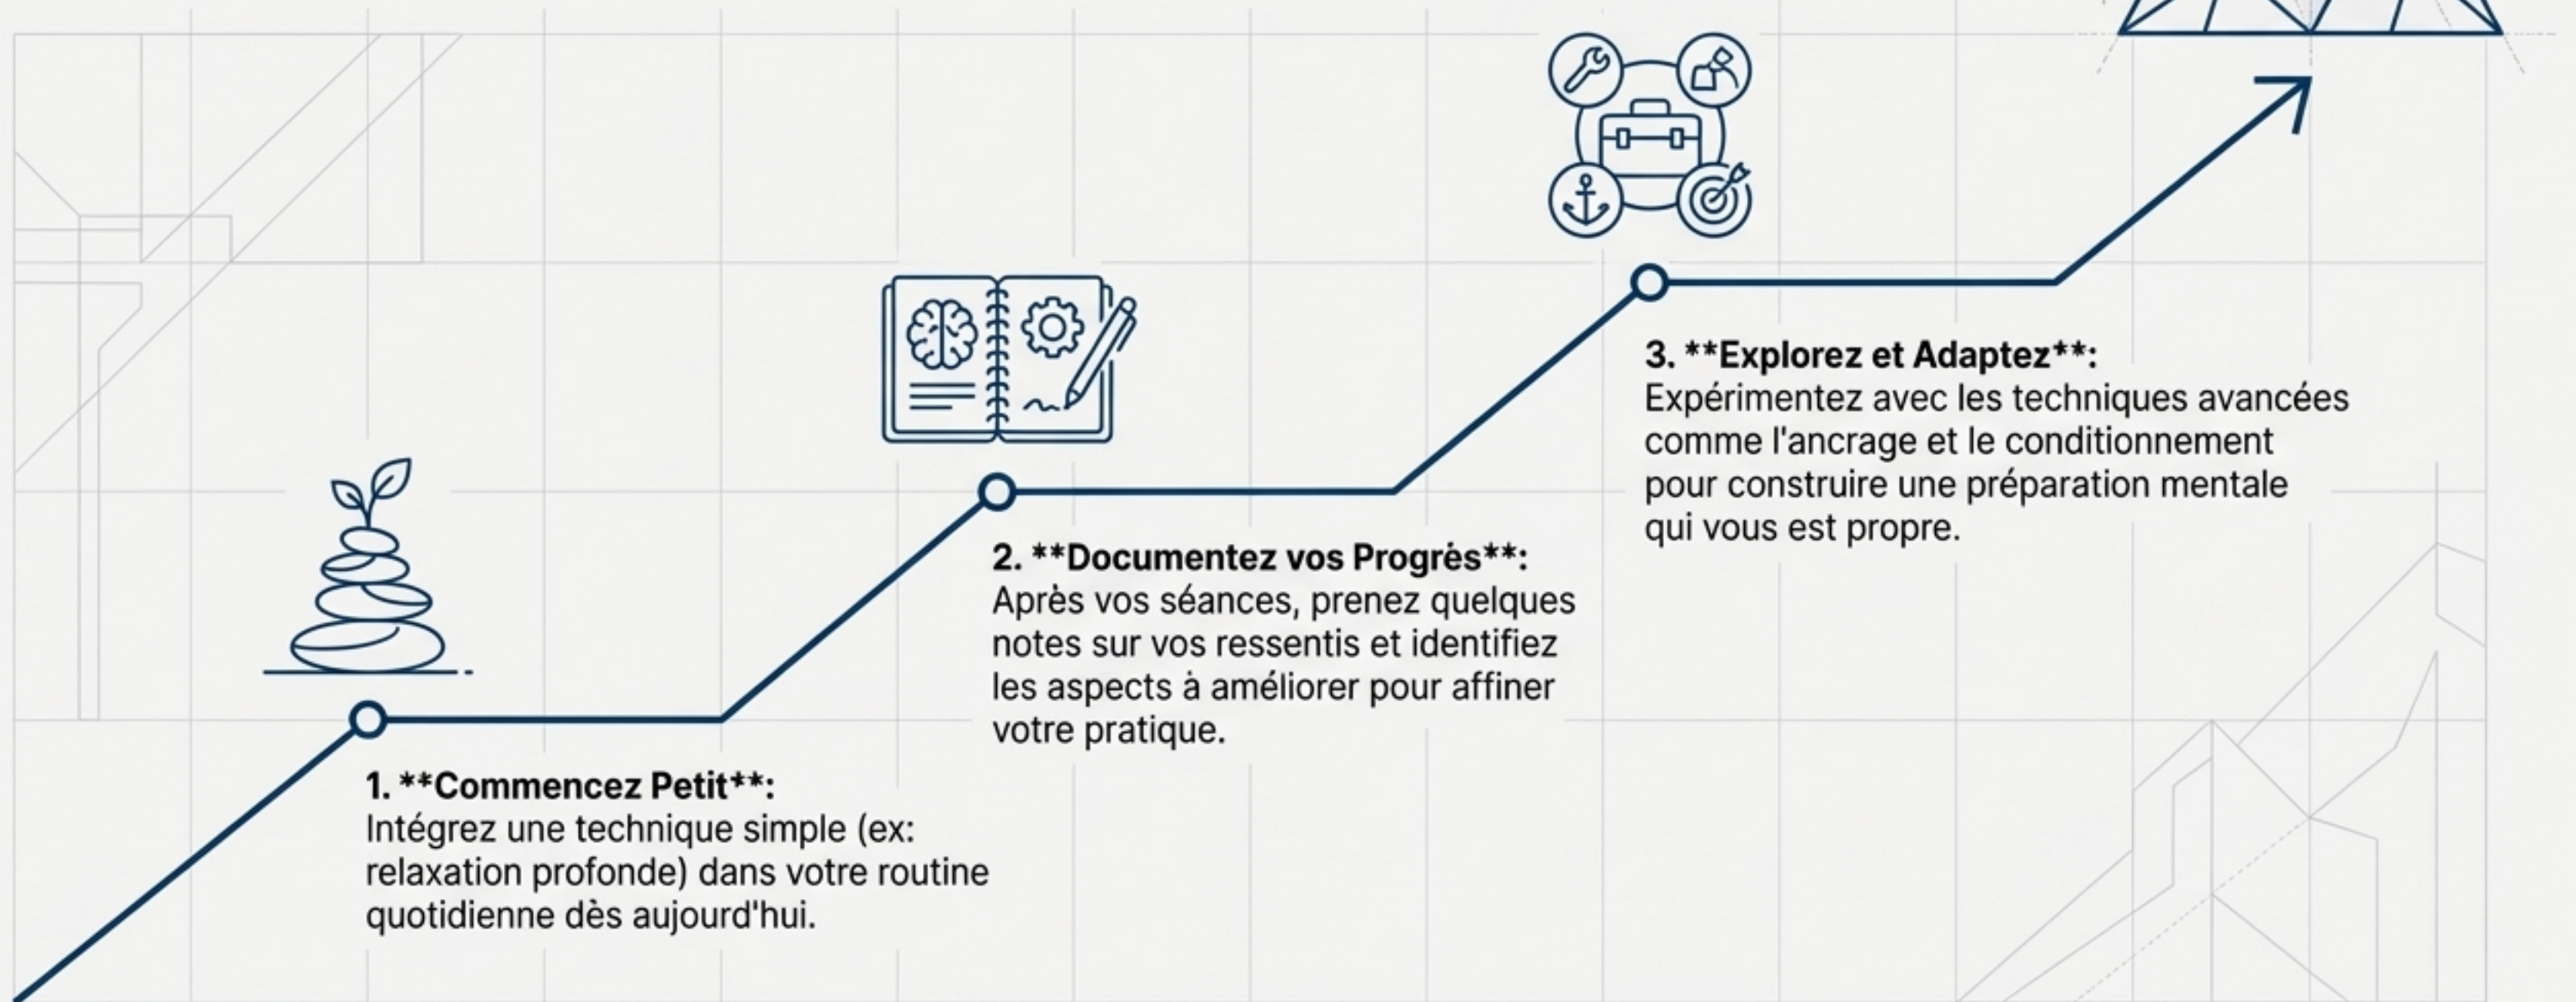 1. **Commencez Petit**:
Intégrez une technique simple (ex:
relaxation profonde) dans votre routine
quotidienne dès aujourd'hui.
2. **Documentez vos Progrès**:
Après vos séances, prenez quelques
notes sur vos ressentis et identifiez
les aspects à améliorer pour affiner
votre pratique.
3. **Explorez et Adaptez**:
Expérimentez avec les techniques avancées
comme l'ancrage et le conditionnement
pour construire une préparation mentale
qui vous est propre.